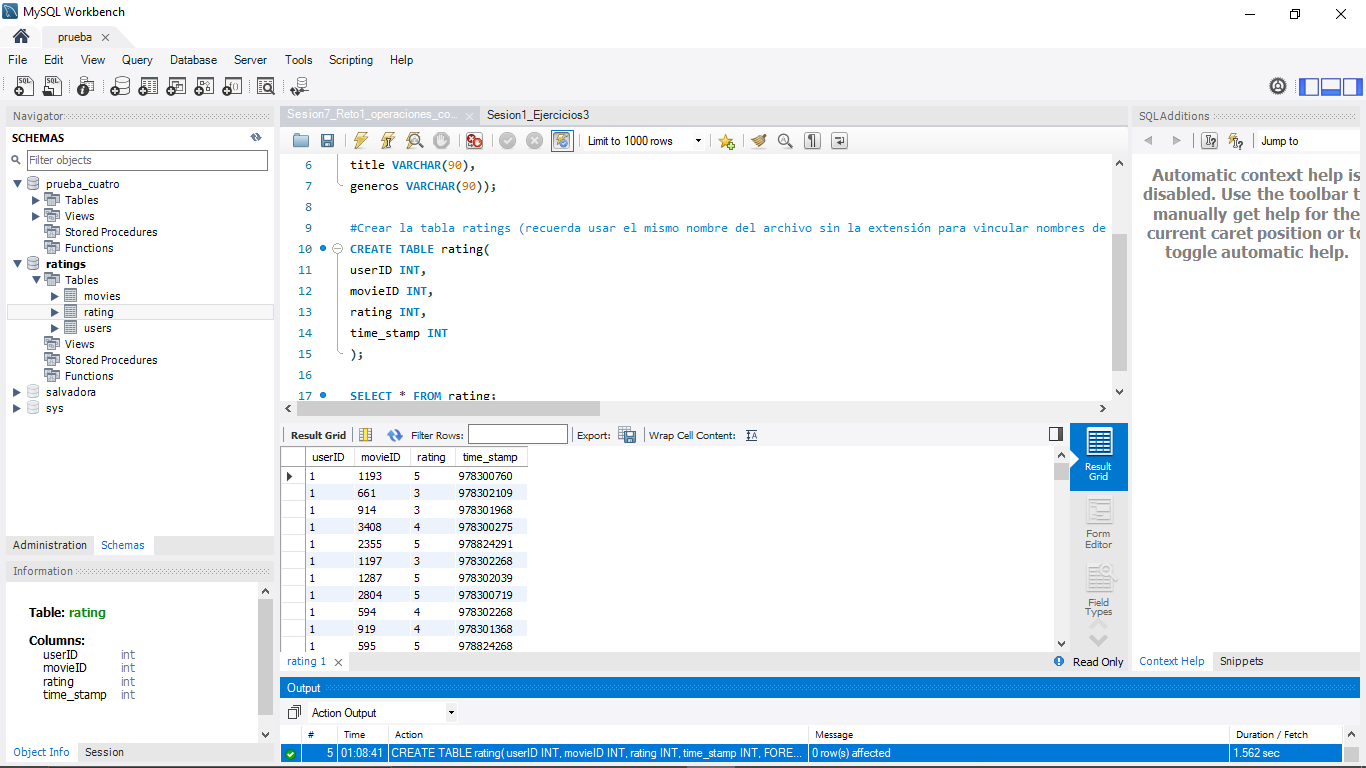 MySQL Workbench
prueba
File Edit View Query Database Server Tools Scripting Help
Navigator
SCHEMAS
Filter objects
prueba_cuatro
Tables
Views
Stored Procedures
Functions
ratings
Tables
movies
rating
users
Views
Stored Procedures
Functions
salvadora
sys
Administration Schemas
Information
Table: rating
Columns:
userID int
movieID int
rating int
time_stamp int
Object Info Session
Sesion7_Reto1_operaciones_co... Sesion1_Ejercicios3
Limit to 1000 rows
6 title VARCHAR(90),
7 generos VARCHAR(90));
8
9 #Crear la tabla ratings (recuerda usar el mismo nombre del archivo sin la extensión para vincular nombres de
10 CREATE TABLE rating(
11 userID INT,
12 movieID INT,
13 rating INT,
14 time_stamp INT
15 );
16
17 SELECT * FROM rating;
Result Grid Filter Rows: Export: Wrap Cell Content:
userID movieID rating time_stamp
1 1193 5 978300760
1 661 3 978302109
1 914 3 978301968
1 3408 4 978300275
1 2355 5 978824291
1 1197 3 978302268
1 1287 5 978302039
1 2804 5 978300719
1 594 4 978302268
1 919 4 978301368
1 595 5 978824268
Result
Grid
Form
Editor
Field
Types
rating 1
Read Only
SQLAdditions
Jump to
Automatic context help is
disabled. Use the toolbar t
manually get help for the
current caret position or to
toggle automatic help.
Context Help Snippets
Output
Action Output
# Time Action Message Duration / Fetch
5 01:08:41 CREATE TABLE rating( userID INT, movieID INT, rating INT, time_stamp INT, FORE... 0 row(s) affected 1.562 sec